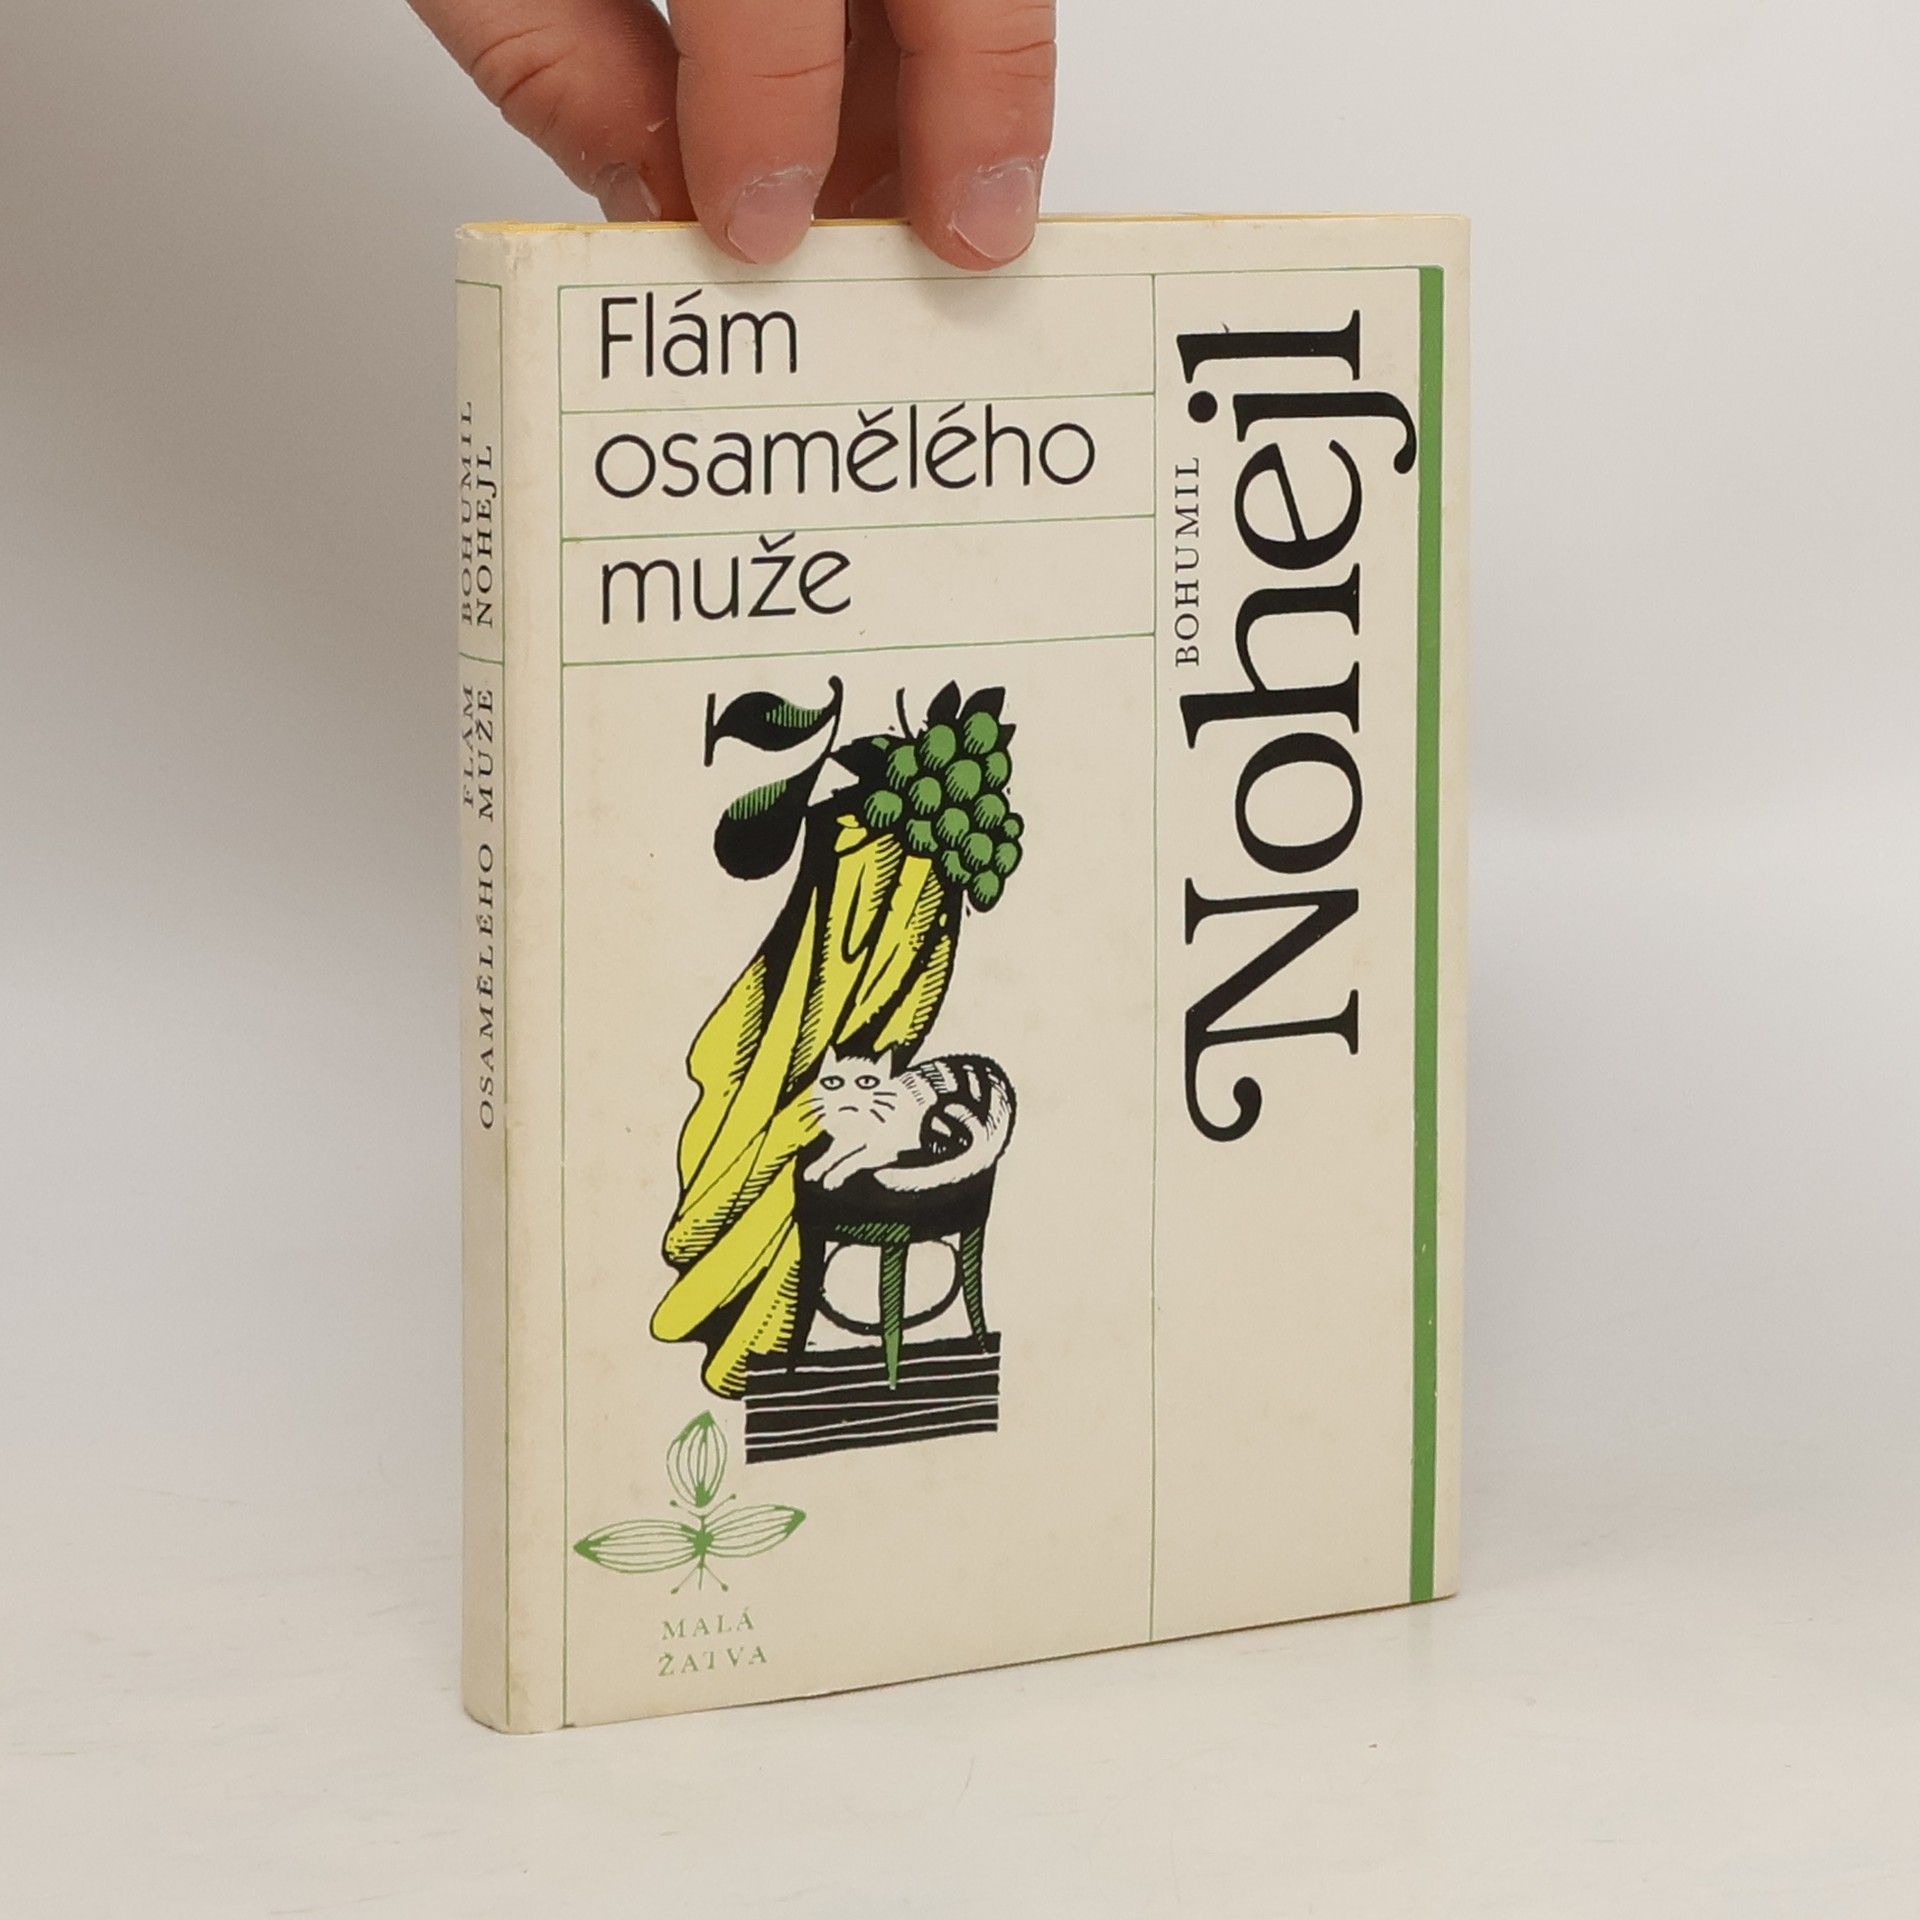 Flám
osamělého
muže
BOHUMIL
Nohejl
MALÁ
ŽATVA
BOHUMIL
NOHEJL
FLÁM
OSAMĚLÉHO MUŽE